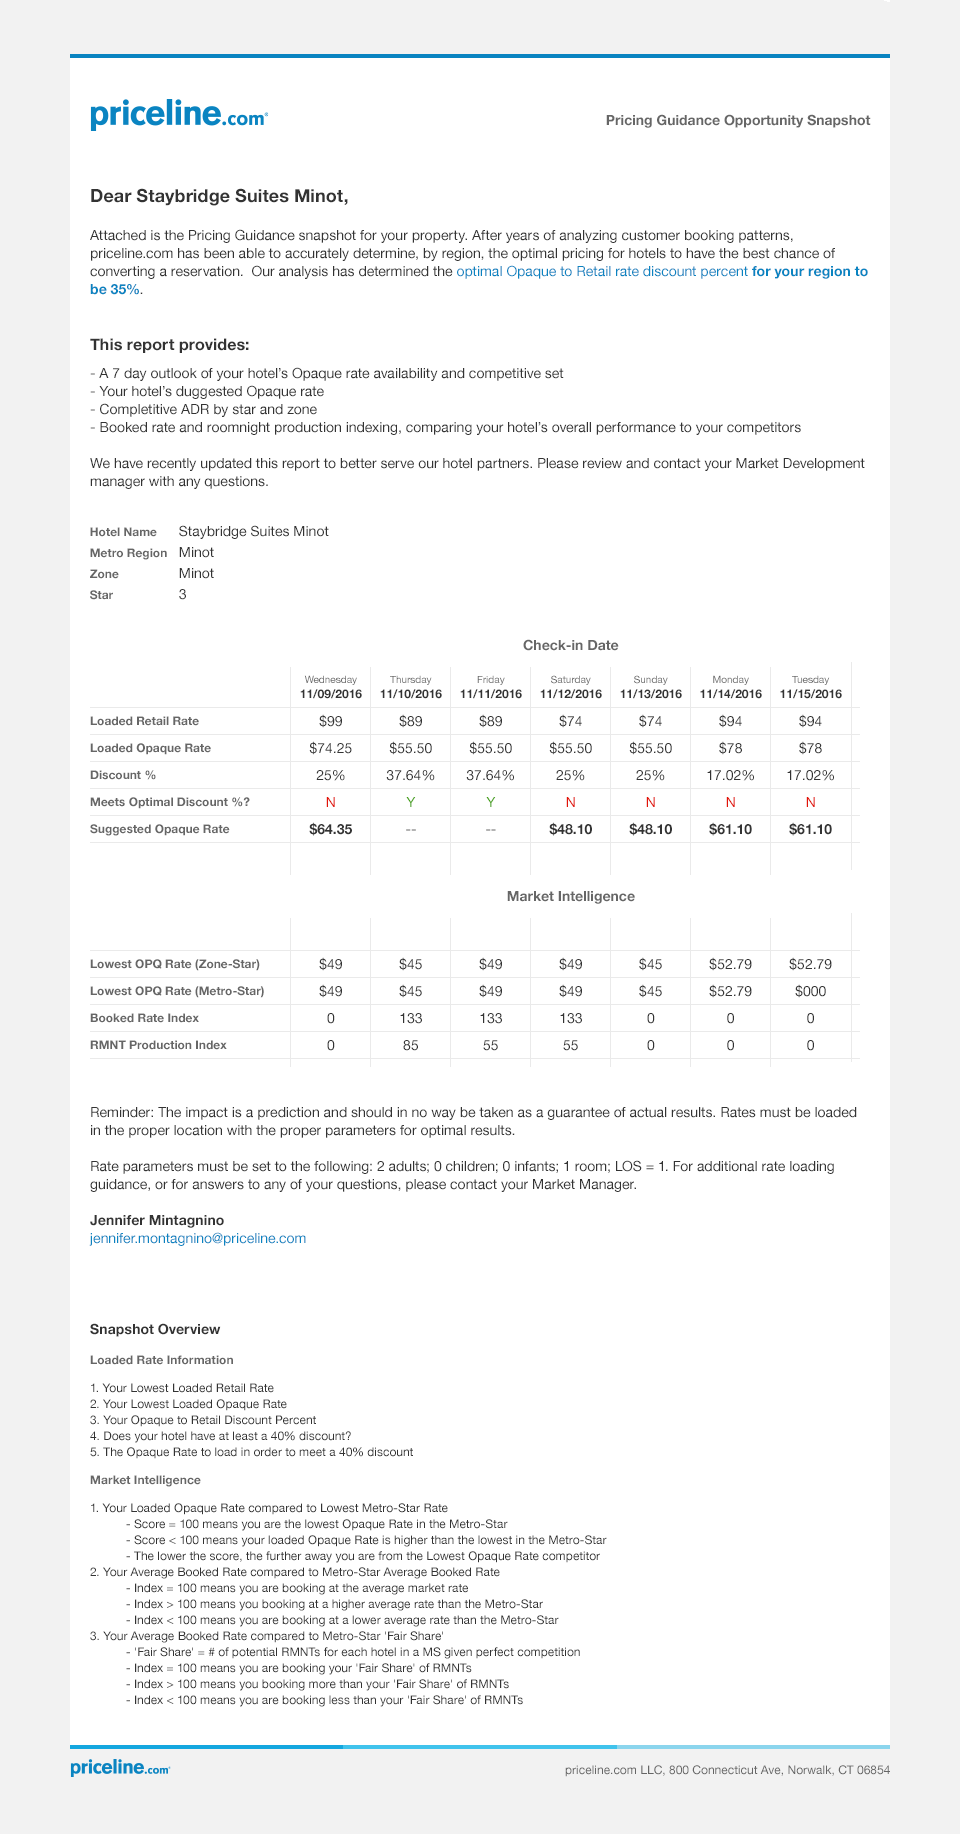 priceline.com®
Pricing Guidance Opportunity Snapshot
Dear Staybridge Suites Minot,
Attached is the Pricing Guidance snapshot for your property. After years of analyzing customer booking patterns,
priceline.com has been able to accurately determine, by region, the optimal pricing for hotels to have the best chance of
converting a reservation.  Our analysis has determined the optimal Opaque to Retail rate discount percent for your region to
be 35%.
This report provides:
- A 7 day outlook of your hotel's Opaque rate availability and competitive set
- Your hotel's duggested Opaque rate
- Completitive ADR by star and zone
- Booked rate and roomnight production indexing, comparing your hotel's overall performance to your competitors
We have recently updated this report to better serve our hotel partners. Please review and contact your Market Development
manager with any questions.
Hotel Name Staybridge Suites Minot
Metro Region Minot
Zone Minot
Star 3
Check-in Date
Wednesday Thursday Friday Saturday Sunday Monday Tuesday
11/09/2016 11/10/2016 11/11/2016 11/12/2016 11/13/2016 11/14/2016 11/15/2016
Loaded Retail Rate $99 $89 $89 $74 $74 $94 $94
Loaded Opaque Rate $74.25 $55.50 $55.50 $55.50 $55.50 $78 $78
Discount % 25% 37.64% 37.64% 25% 25% 17.02% 17.02%
Meets Optimal Discount %? N Y Y N N N N
Suggested Opaque Rate $64.35 -- -- $48.10 $48.10 $61.10 $61.10
Market Intelligence
Lowest OPQ Rate (Zone-Star) $49 $45 $49 $49 $45 $52.79 $52.79
Lowest OPQ Rate (Metro-Star) $49 $45 $49 $49 $45 $52.79 $000
Booked Rate Index 0 133 133 133 0 0 0
RMNT Production Index 0 85 55 55 0 0 0
Reminder: The impact is a prediction and should in no way be taken as a guarantee of actual results. Rates must be loaded
in the proper location with the proper parameters for optimal results.
Rate parameters must be set to the following: 2 adults; 0 children; 0 infants; 1 room; LOS = 1. For additional rate loading
guidance, or for answers to any of your questions, please contact your Market Manager.
Jennifer Mintagnino
jennifer.montagnino@priceline.com
Snapshot Overview
Loaded Rate Information
1. Your Lowest Loaded Retail Rate
2. Your Lowest Loaded Opaque Rate
3. Your Opaque to Retail Discount Percent
4. Does your hotel have at least a 40% discount?
5. The Opaque Rate to load in order to meet a 40% discount
Market Intelligence
1. Your Loaded Opaque Rate compared to Lowest Metro-Star Rate
- Score = 100 means you are the lowest Opaque Rate in the Metro-Star
- Score < 100 means your loaded Opaque Rate is higher than the lowest in the Metro-Star
- The lower the score, the further away you are from the Lowest Opaque Rate competitor
2. Your Average Booked Rate compared to Metro-Star Average Booked Rate
- Index = 100 means you are booking at the average market rate
- Index > 100 means you booking at a higher average rate than the Metro-Star
- Index < 100 means you are booking at a lower average rate than the Metro-Star
3. Your Average Booked Rate compared to Metro-Star 'Fair Share'
- 'Fair Share' = # of potential RMNTs for each hotel in a MS given perfect competition
- Index = 100 means you are booking your 'Fair Share' of RMNTs
- Index > 100 means you booking more than your 'Fair Share' of RMNTs
- Index < 100 means you are booking less than your 'Fair Share' of RMNTs
priceline.com®
priceline.com LLC, 800 Connecticut Ave, Norwalk, CT 06854